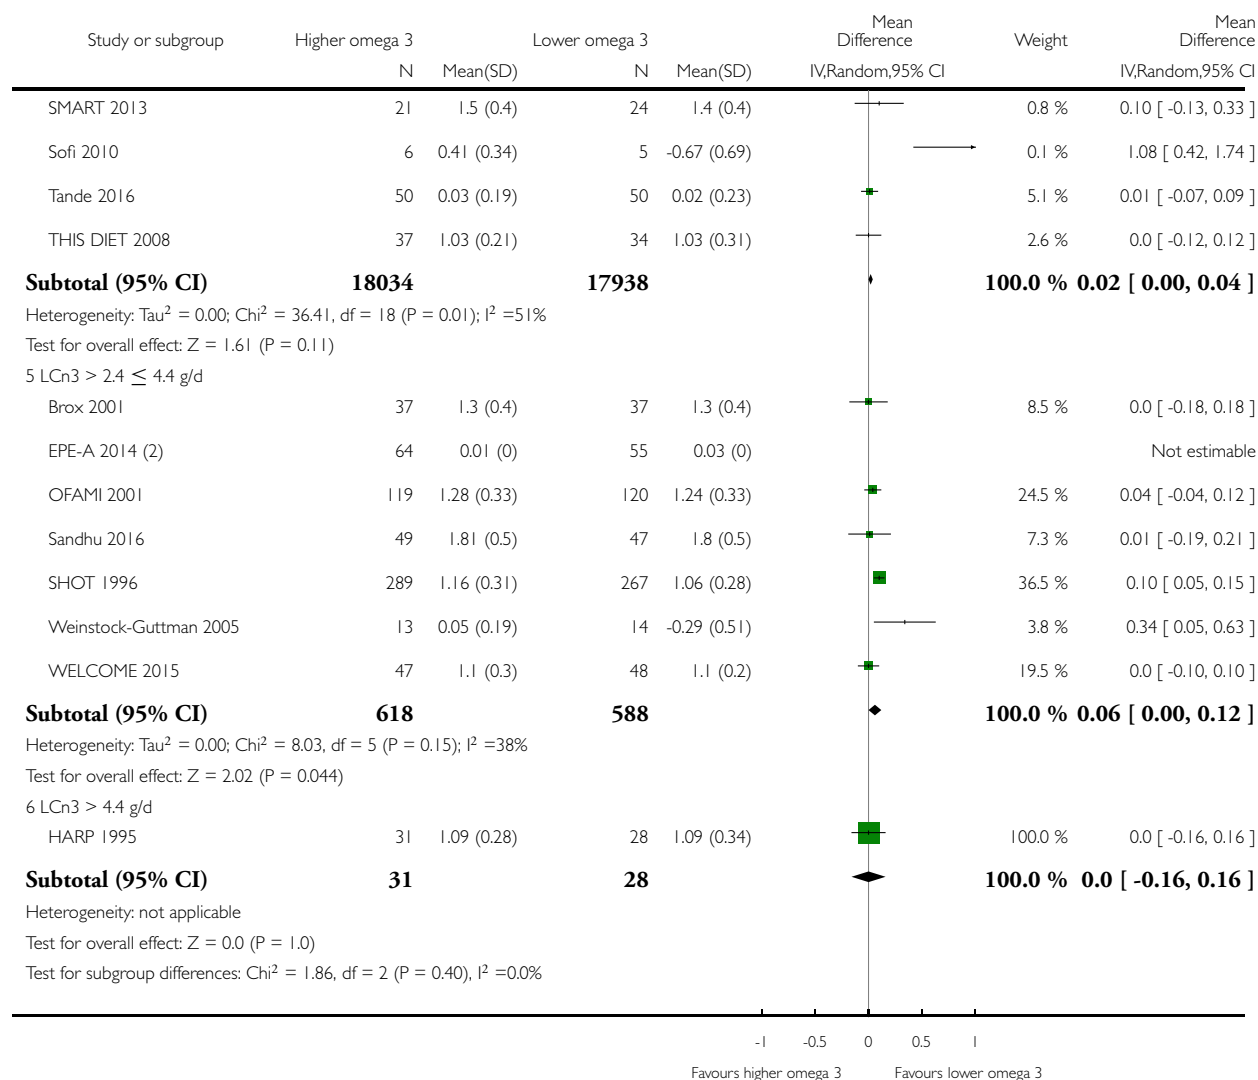 Study or subgroup Higher omega 3 Lower omega 3 Mean Difference Weight Mean Difference
N Mean(SD) N Mean(SD) IV,Random,95% CI IV,Random,95% CI
SMART 2013 21 1.5 (0.4) 24 1.4 (0.4) 0.8 % 0.10 [ -0.13, 0.33 ]
Sofi 2010 6 0.41 (0.34) 5 -0.67 (0.69) 0.1 % 1.08 [ 0.42, 1.74 ]
Tande 2016 50 0.03 (0.19) 50 0.02 (0.23) 5.1 % 0.01 [ -0.07, 0.09 ]
THIS DIET 2008 37 1.03 (0.21) 34 1.03 (0.31) 2.6 % 0.0 [ -0.12, 0.12 ]
Subtotal (95% CI) 18034 17938 100.0 % 0.02 [ 0.00, 0.04 ]
Heterogeneity: Tau² = 0.00; Chi² = 36.41, df = 18 (P = 0.01); I² =51%
Test for overall effect: Z = 1.61 (P = 0.11)
5 LCn3 > 2.4 ≤ 4.4 g/d
Brox 2001 37 1.3 (0.4) 37 1.3 (0.4) 8.5 % 0.0 [ -0.18, 0.18 ]
EPE-A 2014 (2) 64 0.01 (0) 55 0.03 (0) Not estimable
OFAMI 2001 119 1.28 (0.33) 120 1.24 (0.33) 24.5 % 0.04 [ -0.04, 0.12 ]
Sandhu 2016 49 1.81 (0.5) 47 1.8 (0.5) 7.3 % 0.01 [ -0.19, 0.21 ]
SHOT 1996 289 1.16 (0.31) 267 1.06 (0.28) 36.5 % 0.10 [ 0.05, 0.15 ]
Weinstock-Guttman 2005 13 0.05 (0.19) 14 -0.29 (0.51) 3.8 % 0.34 [ 0.05, 0.63 ]
WELCOME 2015 47 1.1 (0.3) 48 1.1 (0.2) 19.5 % 0.0 [ -0.10, 0.10 ]
Subtotal (95% CI) 618 588 100.0 % 0.06 [ 0.00, 0.12 ]
Heterogeneity: Tau² = 0.00; Chi² = 8.03, df = 5 (P = 0.15); I² =38%
Test for overall effect: Z = 2.02 (P = 0.044)
6 LCn3 > 4.4 g/d
HARP 1995 31 1.09 (0.28) 28 1.09 (0.34) 100.0 % 0.0 [ -0.16, 0.16 ]
Subtotal (95% CI) 31 28 100.0 % 0.0 [ -0.16, 0.16 ]
Heterogeneity: not applicable
Test for overall effect: Z = 0.0 (P = 1.0)
Test for subgroup differences: Chi² = 1.86, df = 2 (P = 0.40), I² =0.0%
-1 -0.5 0 0.5 1
Favours higher omega 3 Favours lower omega 3